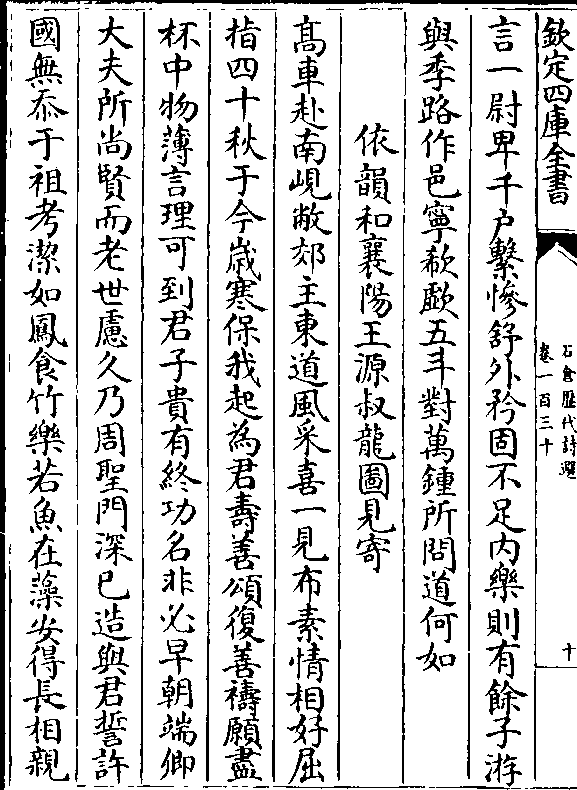 欽定四庫全書
石倉歷代詩選
卷一百三十
十
言一尉卑千戶繫慘舒外矜固不足内樂則有餘子游
與季路作邑寧欷歔五斗對萬鍾所問道何如
依韻和襄陽王源叔龍圖見寄
高車赴南峴敝郊主東道風采喜一見布素情相好屈
指四十秋于今歲寒保我起為君壽善頌復善禱願盡
杯中物薄言理可到君子貴有終功名非必早朝端卿
大夫所尚賢而老世慮久乃周聖門深已造與君誓許
國無忝于祖考潔如鳳食竹樂若魚在藻安得長相親